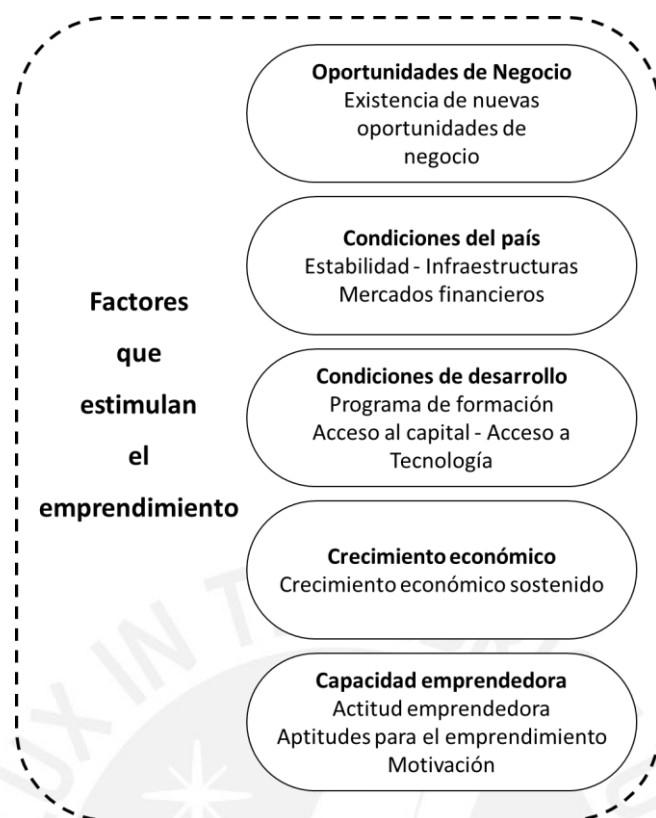 Factores
que
estimulan
el
emprendimiento
Oportunidades de Negocio
Existencia de nuevas
oportunidades de
negocio
Condiciones del país
Estabilidad - Infraestructuras
Mercados financieros
Condiciones de desarrollo
Programa de formación
Acceso al capital - Acceso a
Tecnología
Crecimiento económico
Crecimiento económico sostenido
Capacidad emprendedora
Actitud emprendedora
Aptitudes para el emprendimiento
Motivación